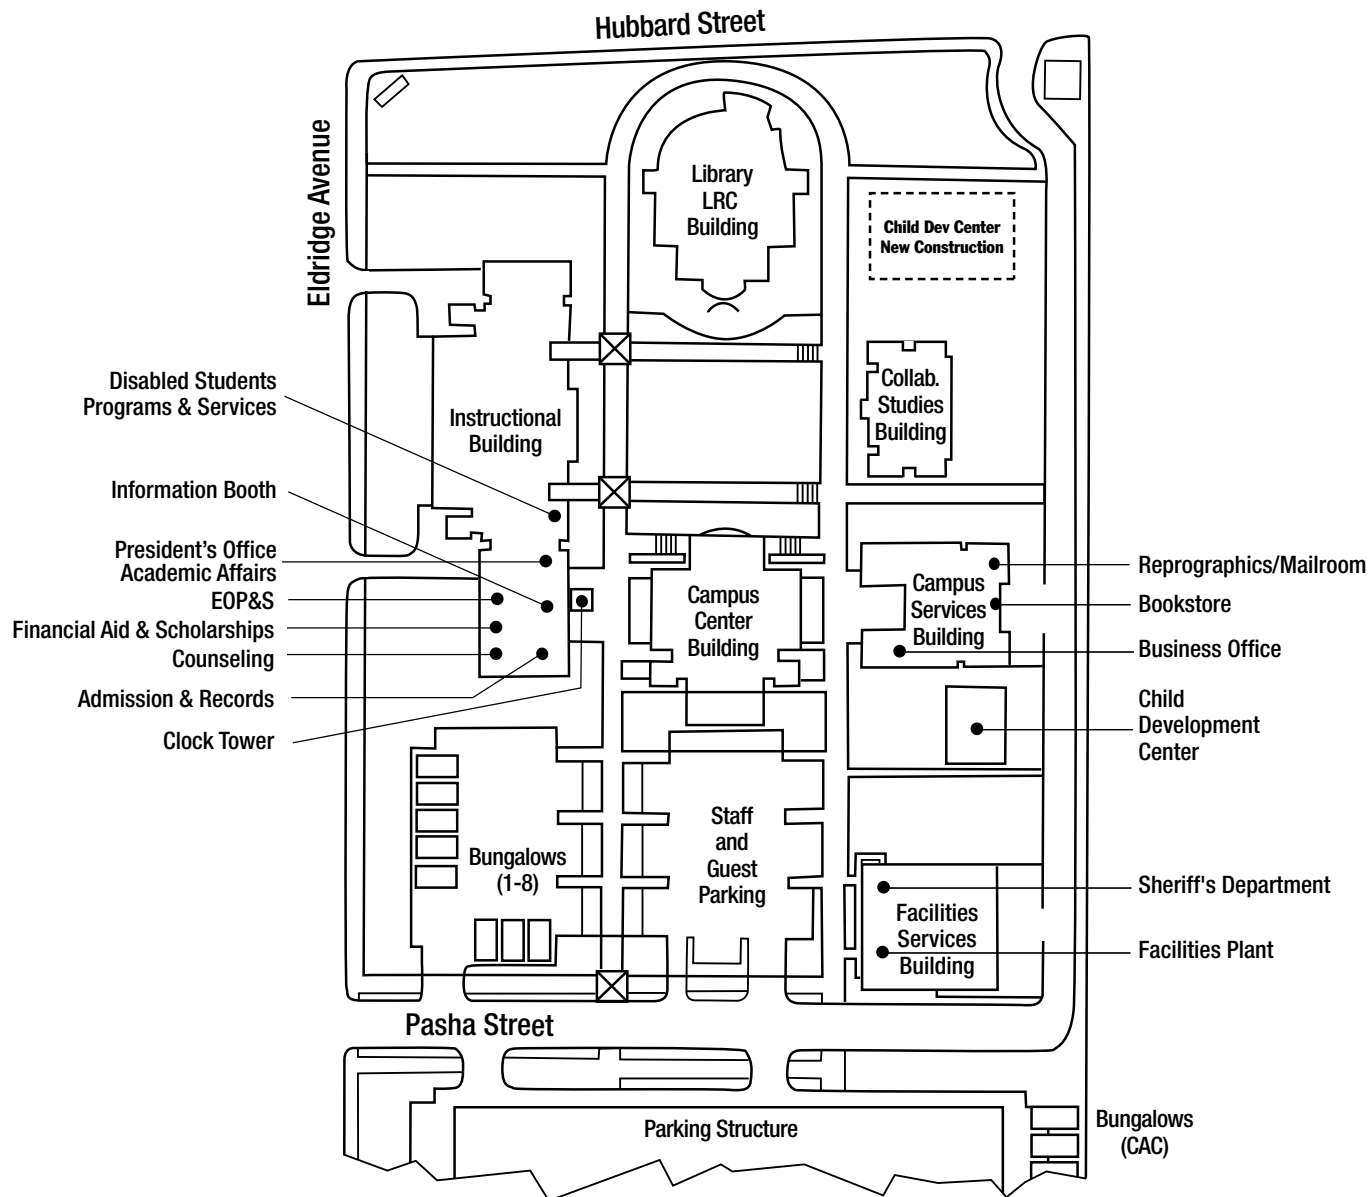 Hubbard Street
Eldridge Avenue
Library
LRC
Building
Child Dev Center
New Construction
Disabled Students
Programs & Services
Instructional
Building
Collab.
Studies
Building
Information Booth
President's Office
Academic Affairs
EOP&S
Financial Aid & Scholarships
Counseling
Admission & Records
Clock Tower
Campus
Center
Building
Campus
Services
Building
Reprographics/Mailroom
Bookstore
Business Office
Child
Development
Center
Bungalows
(1-8)
Staff
and
Guest
Parking
Facilities
Services
Building
Sheriff's Department
Facilities Plant
Pasha Street
Parking Structure
Bungalows
(CAC)